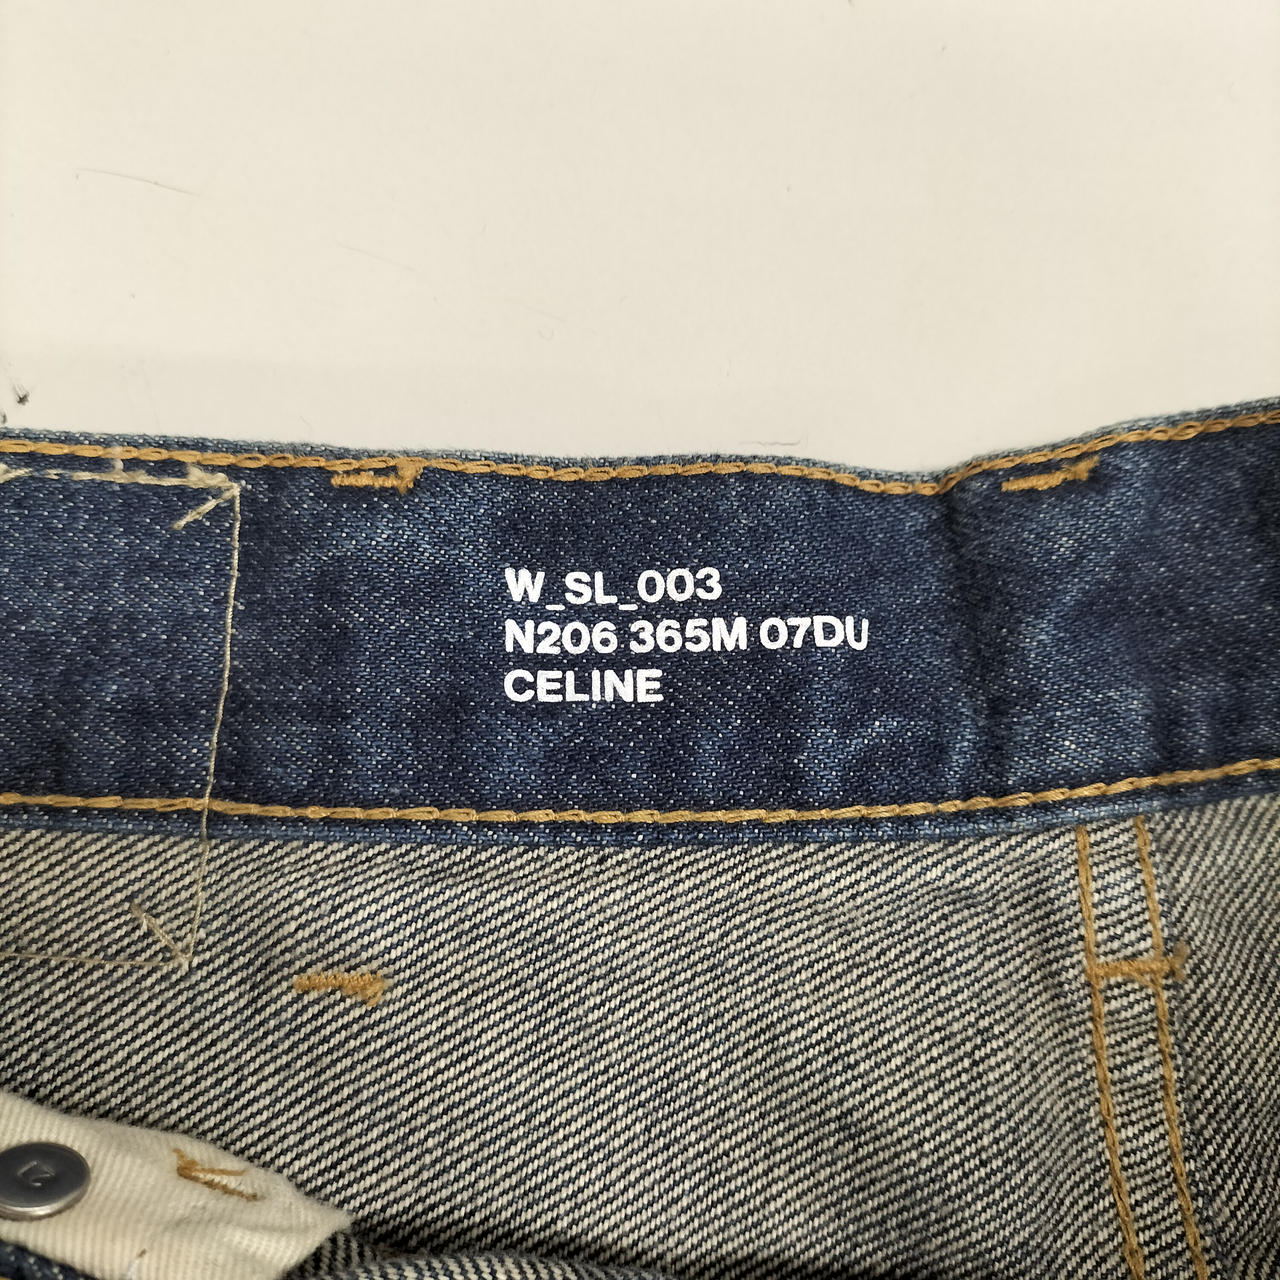 W_SL_003
N206 365M 07DU
CELINE